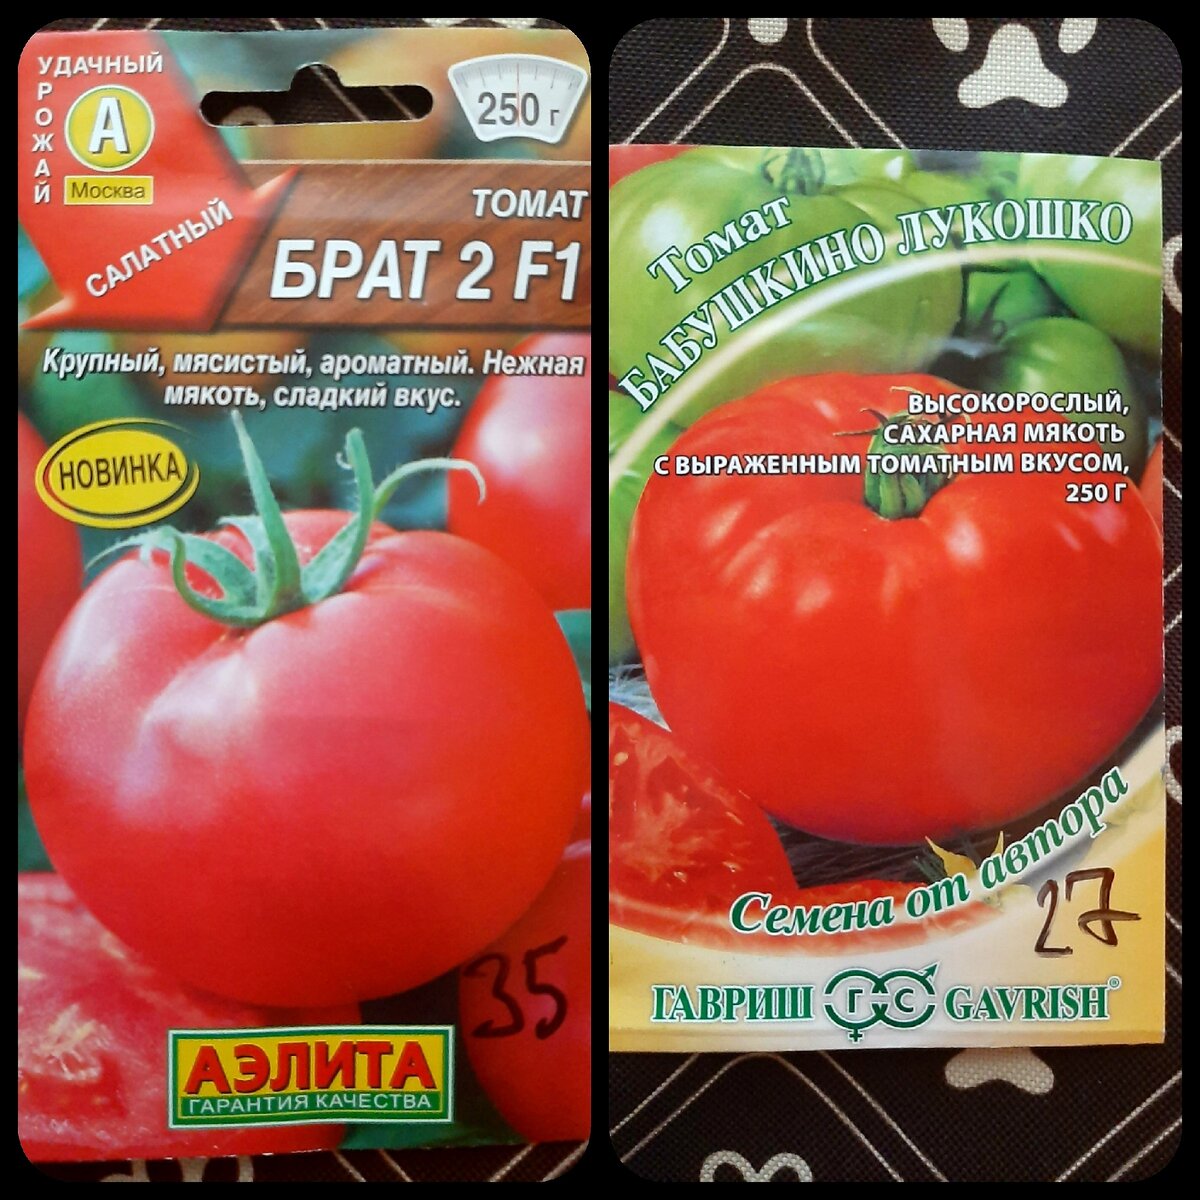 УДАЧНЫЙ
УРОЖАЙ
А
Москва
САЛАТНЫЙ
250 г
ТОМАТ
БРАТ 2 F1
Крупный, мясистый, ароматный. Нежная
мякоть, сладкий вкус.
НОВИНКА
35
АЭЛИТА
ГАРАНТИЯ КАЧЕСТВА
Томат
БАБУШКИНО ЛУКОШКО
ВЫСОКОРОСЛЫЙ,
САХАРНАЯ МЯКОТЬ
С ВЫРАЖЕННЫМ ТОМАТНЫМ ВКУСОМ,
250 Г
Семена от автора
27
ГАВРИШ Г С GAVRISH®